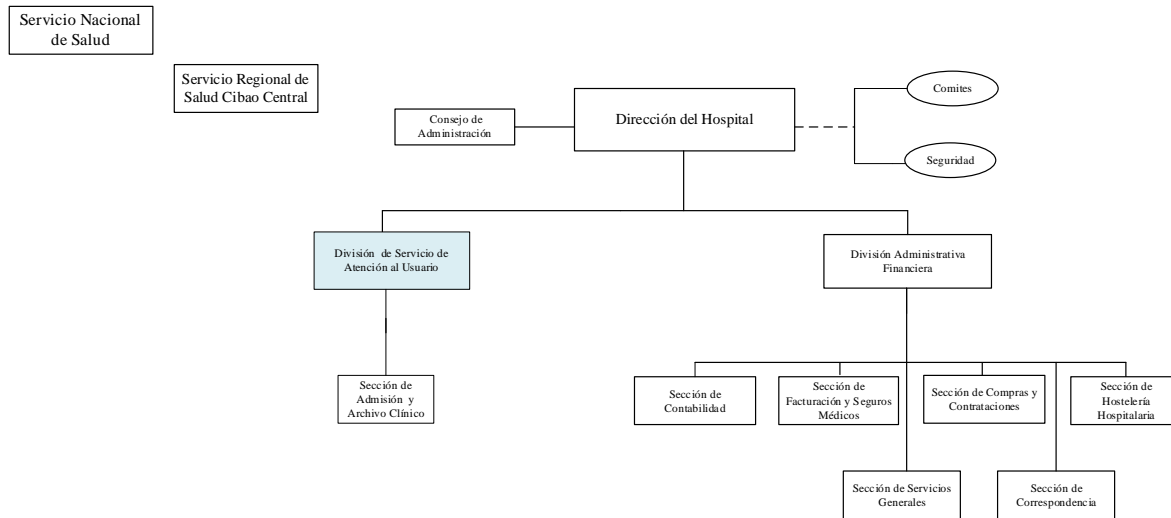 Servicio Nacional
de Salud
Servicio Regional de
Salud Cibao Central
Consejo de
Administración
Dirección del Hospital
Comites
Seguridad
División de Servicio de
Atención al Usuario
División Administrativa
Financiera
Sección de
Admisión y
Archivo Clínico
Sección de
Contabilidad
Sección de
Facturación y Seguros
Médicos
Sección de Compras y
Contrataciones
Sección de
Hostelería
Hospitalaria
Sección de Servicios
Generales
Sección de
Correspondencia